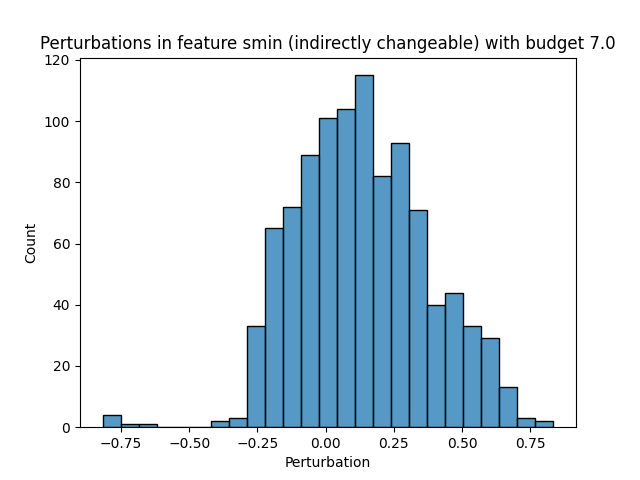 Perturbations in feature smin (indirectly changeable) with budget 7.0
120
100
80
60
40
20
0
Count
−0.75 −0.50 −0.25 0.00 0.25 0.50 0.75
Perturbation